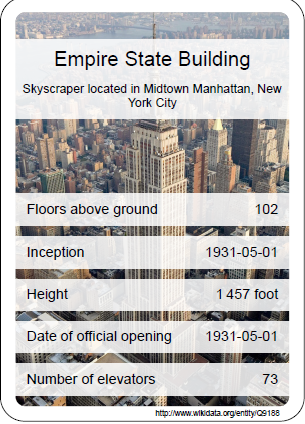 Empire State Building
Skyscraper located in Midtown Manhattan, New
York City
Floors above ground 102
Inception 1931-05-01
Height 1 457 foot
Date of official opening 1931-05-01
Number of elevators 73
http://www.wikidata.org/entity/Q9188